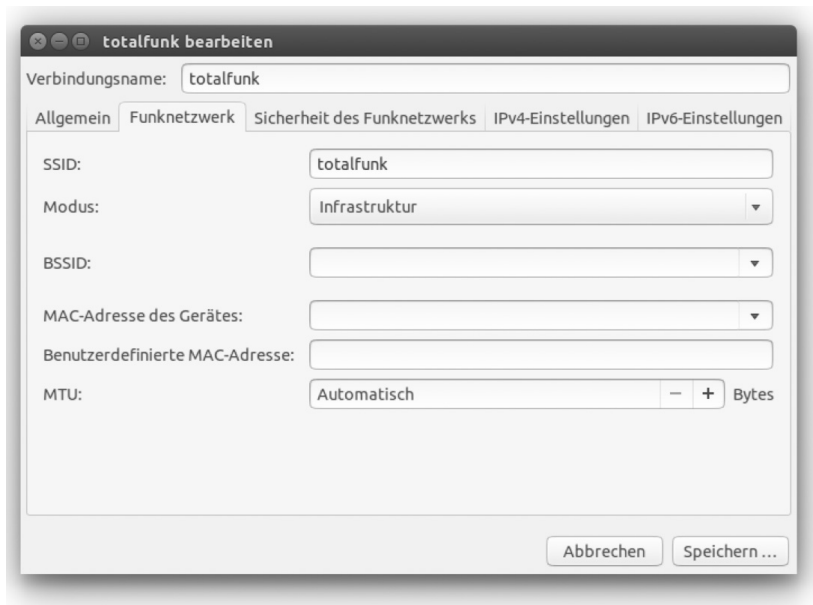 totalfunk bearbeiten
Verbindungsname: totalfunk
Allgemein Funknetzwerk Sicherheit des Funknetzwerks IPv4-Einstellungen IPv6-Einstellungen
SSID: totalfunk
Modus: Infrastruktur
BSSID:
MAC-Adresse des Gerätes:
Benutzerdefinierte MAC-Adresse:
MTU: Automatisch − + Bytes
Abbrechen Speichern ...